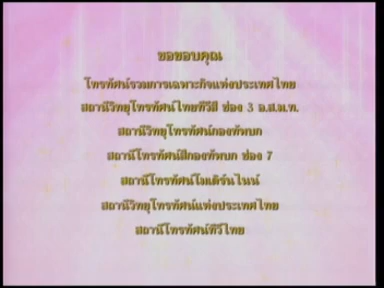 ขอขอบคุณ
โทรทัศน์รวมการเฉพาะกิจแห่งประเทศไทย
สถานีวิทยุโทรทัศน์ไทยทีวีสี ช่อง 3 อ.ส.ม.ท.
สถานีวิทยุโทรทัศน์กองทัพบก
สถานีโทรทัศน์สีกองทัพบก ช่อง 7
สถานีโทรทัศน์โมเดิร์นไนน์
สถานีวิทยุโทรทัศน์แห่งประเทศไทย
สถานีโทรทัศน์ทีวีไทย